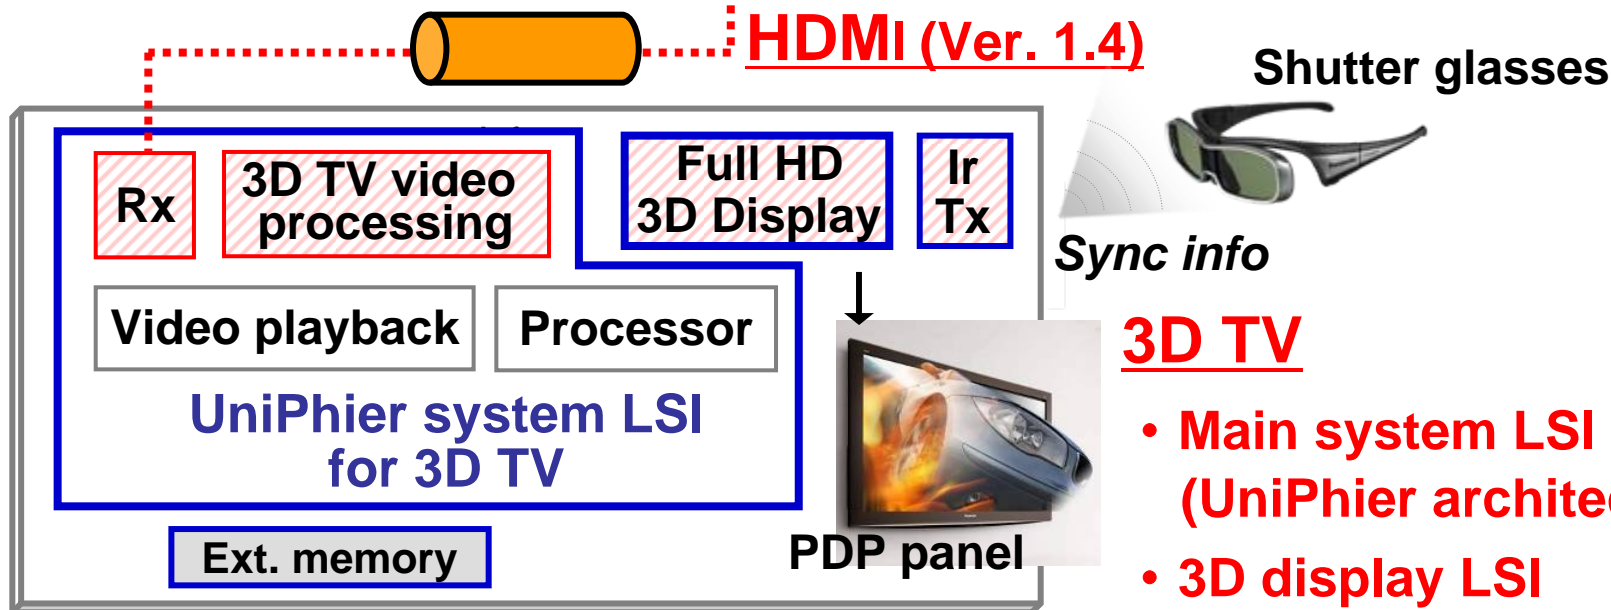 HDMI (Ver. 1.4)
Shutter glasses
Rx
3D TV video
processing
Full HD
3D Display
Ir
Tx
Sync info
Video playback
Processor
3D TV
UniPhier system LSI
for 3D TV
• Main system LSI
(UniPhier
Ext. memory
PDP panel
• 3D display LSI